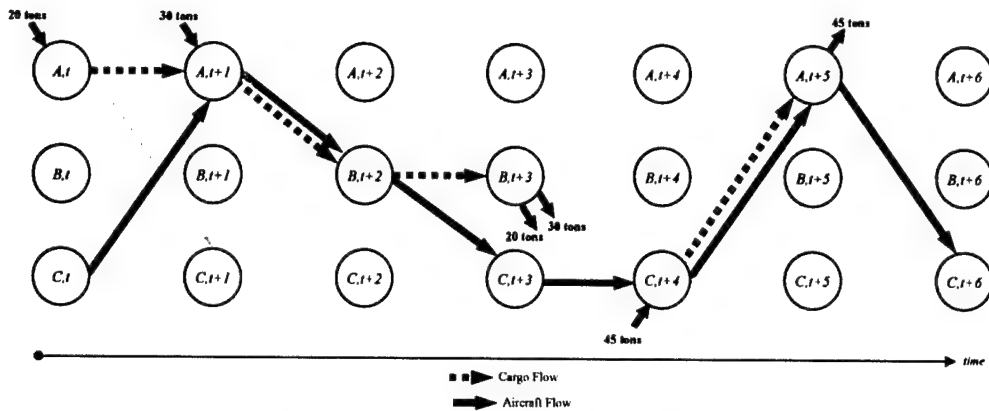 20 tons
30 tons
45 tons
A,t
A,t+1
A,t+2
A,t+3
A,t+4
A,t+5
A,t+6
B,t
B,t+1
B,t+2
B,t+3
B,t+4
B,t+5
B,t+6
20 tons
30 tons
C,t
C,t+1
C,t+2
C,t+3
C,t+4
C,t+5
C,t+6
45 tons
time
Cargo Flow
Aircraft Flow